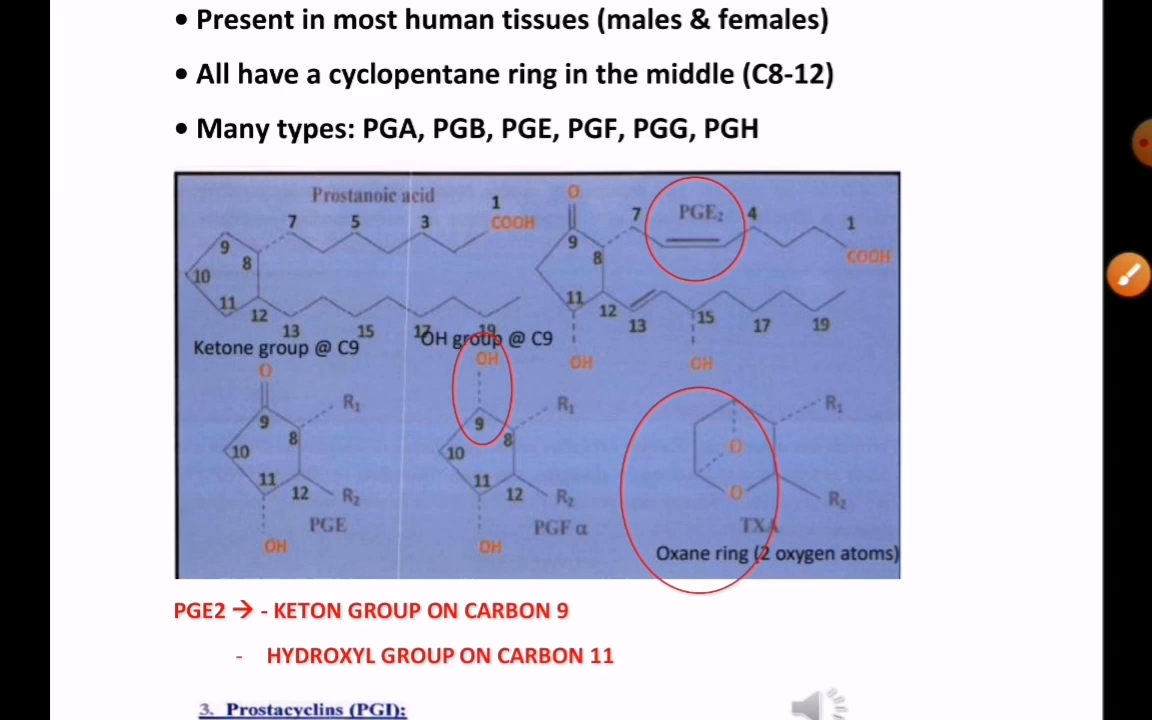 • Present in most human tissues (males & females)
• All have a cyclopentane ring in the middle (C8-12)
• Many types: PGA, PGB, PGE, PGF, PGG, PGH
Prostanoic acid
7 5 3 1
COOH
9 8 10 11 12
13 15 17 19
O
PGE₂
7 4 1
COOH
9 8 11 12
13 15 17 19
OH OH
Ketone group @ C9
O
R₁
9 8 10 11 12
R₂
PGE
OH
OH group @ C9
OH
R₁
9 8 10 11 12
R₂
PGF α
OH
R₁
O
O
R₂
TXA
Oxane ring (2 oxygen atoms)
PGE2 → - KETON GROUP ON CARBON 9
- HYDROXYL GROUP ON CARBON 11
3. Prostacyclins (PGI):